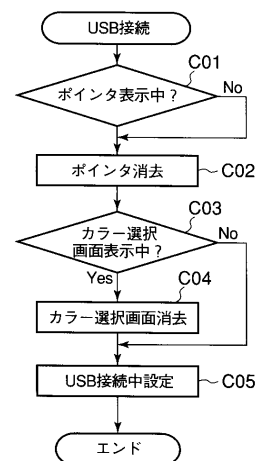 USB接続
C01
ポインタ表示中？
No
ポインタ消去
C02
C03
カラー選択
画面表示中？
No
Yes
C04
カラー選択画面消去
USB接続中設定
C05
エンド